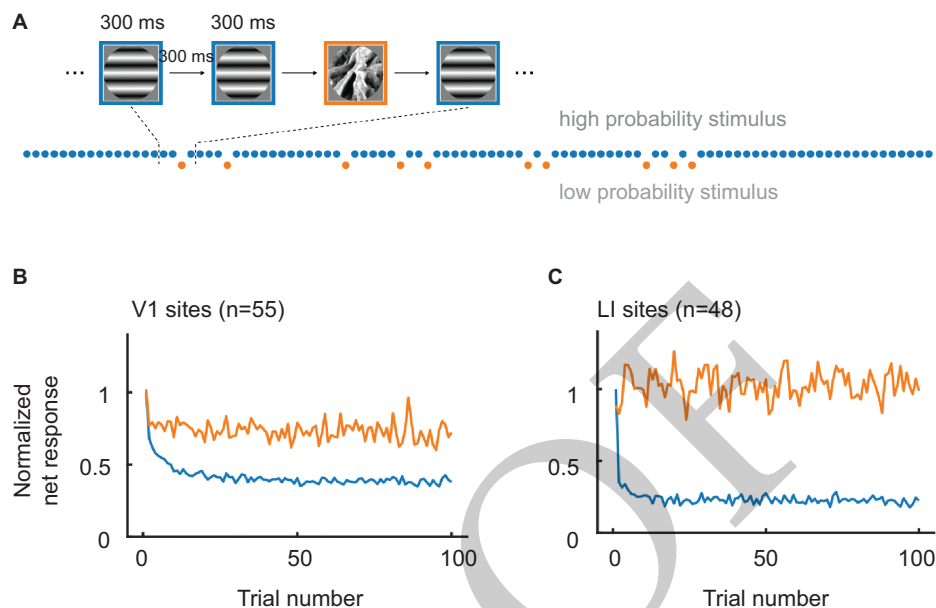 A
300 ms 300 ms
300 ms
... ...
high probability stimulus
low probability stimulus
B
V1 sites (n=55)
Normalized
net response
1
0.5
0
0 50 100
Trial number
C
LI sites (n=48)
1
0.5
0
0 50 100
Trial number
OF